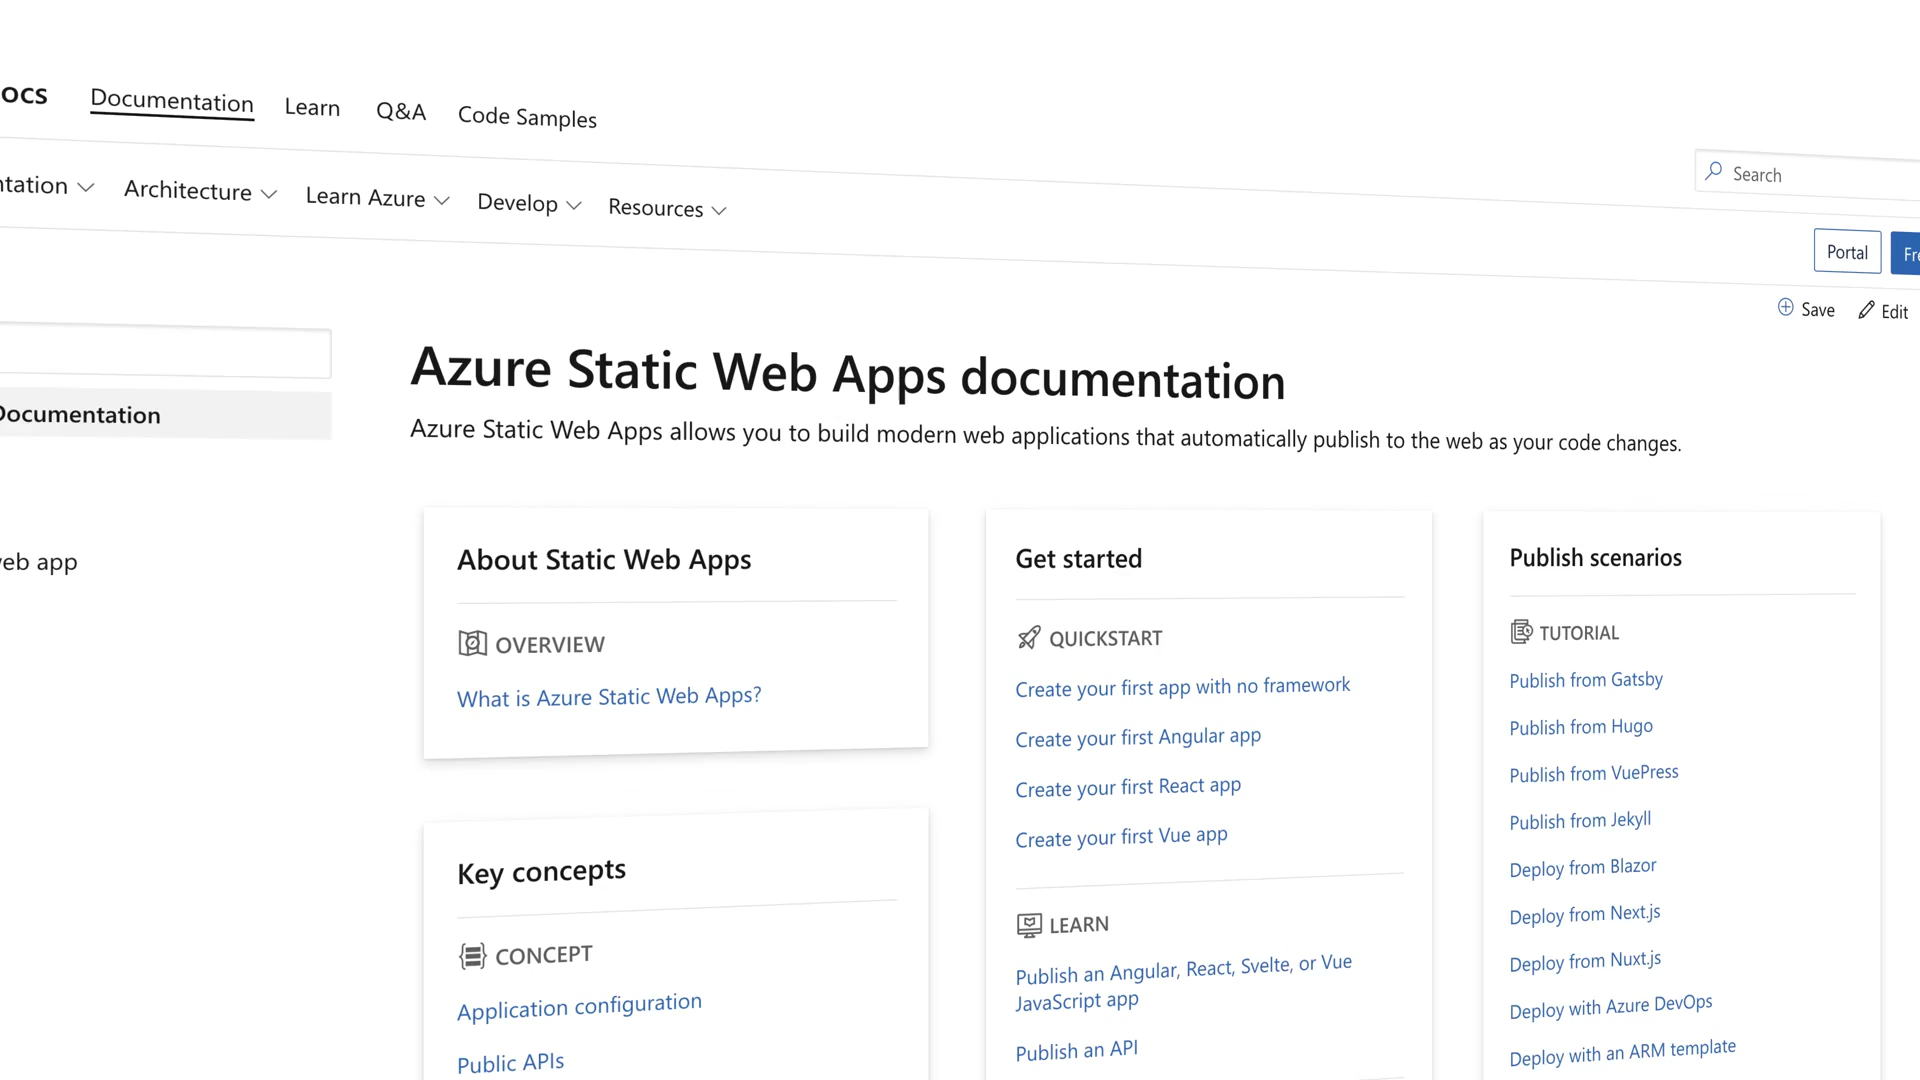 ocs
Documentation
Learn
Q&A
Code Samples
Search
ntation
Architecture
Learn Azure
Develop
Resources
Portal
Fre
Save
Edit
Documentation
eb app
Azure Static Web Apps documentation
Azure Static Web Apps allows you to build modern web applications that automatically publish to the web as your code changes.
About Static Web Apps
OVERVIEW
What is Azure Static Web Apps?
Key concepts
CONCEPT
Application configuration
Public APIs
Get started
QUICKSTART
Create your first app with no framework
Create your first Angular app
Create your first React app
Create your first Vue app
LEARN
Publish an Angular, React, Svelte, or Vue
JavaScript app
Publish an API
Publish scenarios
TUTORIAL
Publish from Gatsby
Publish from Hugo
Publish from VuePress
Publish from Jekyll
Deploy from Blazor
Deploy from Next.js
Deploy from Nuxt.js
Deploy with Azure DevOps
Deploy with an ARM template